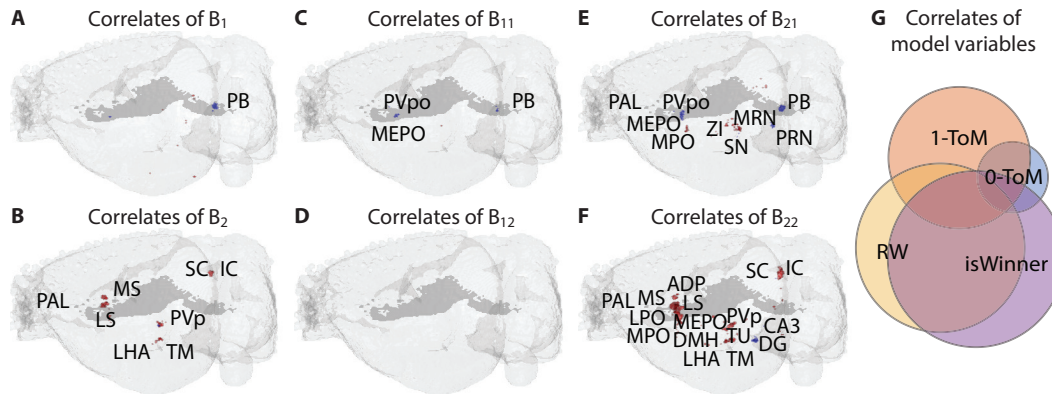 A Correlates of B1
PB
C Correlates of B11
PVpo
PB
MEPO
E Correlates of B21
PAL PVpo PB
MEPO ZI MRN
MPO SN PRN
B Correlates of B2
SC IC
PAL MS
LS PVp
LHA TM
D Correlates of B12
F Correlates of B22
SC IC
ADP
PAL MS LS
LPO PVp
MPO MEPO CA3
DMH TU DG
LHA TM
G Correlates of
model variables
1-ToM
0-ToM
RW
isWinner